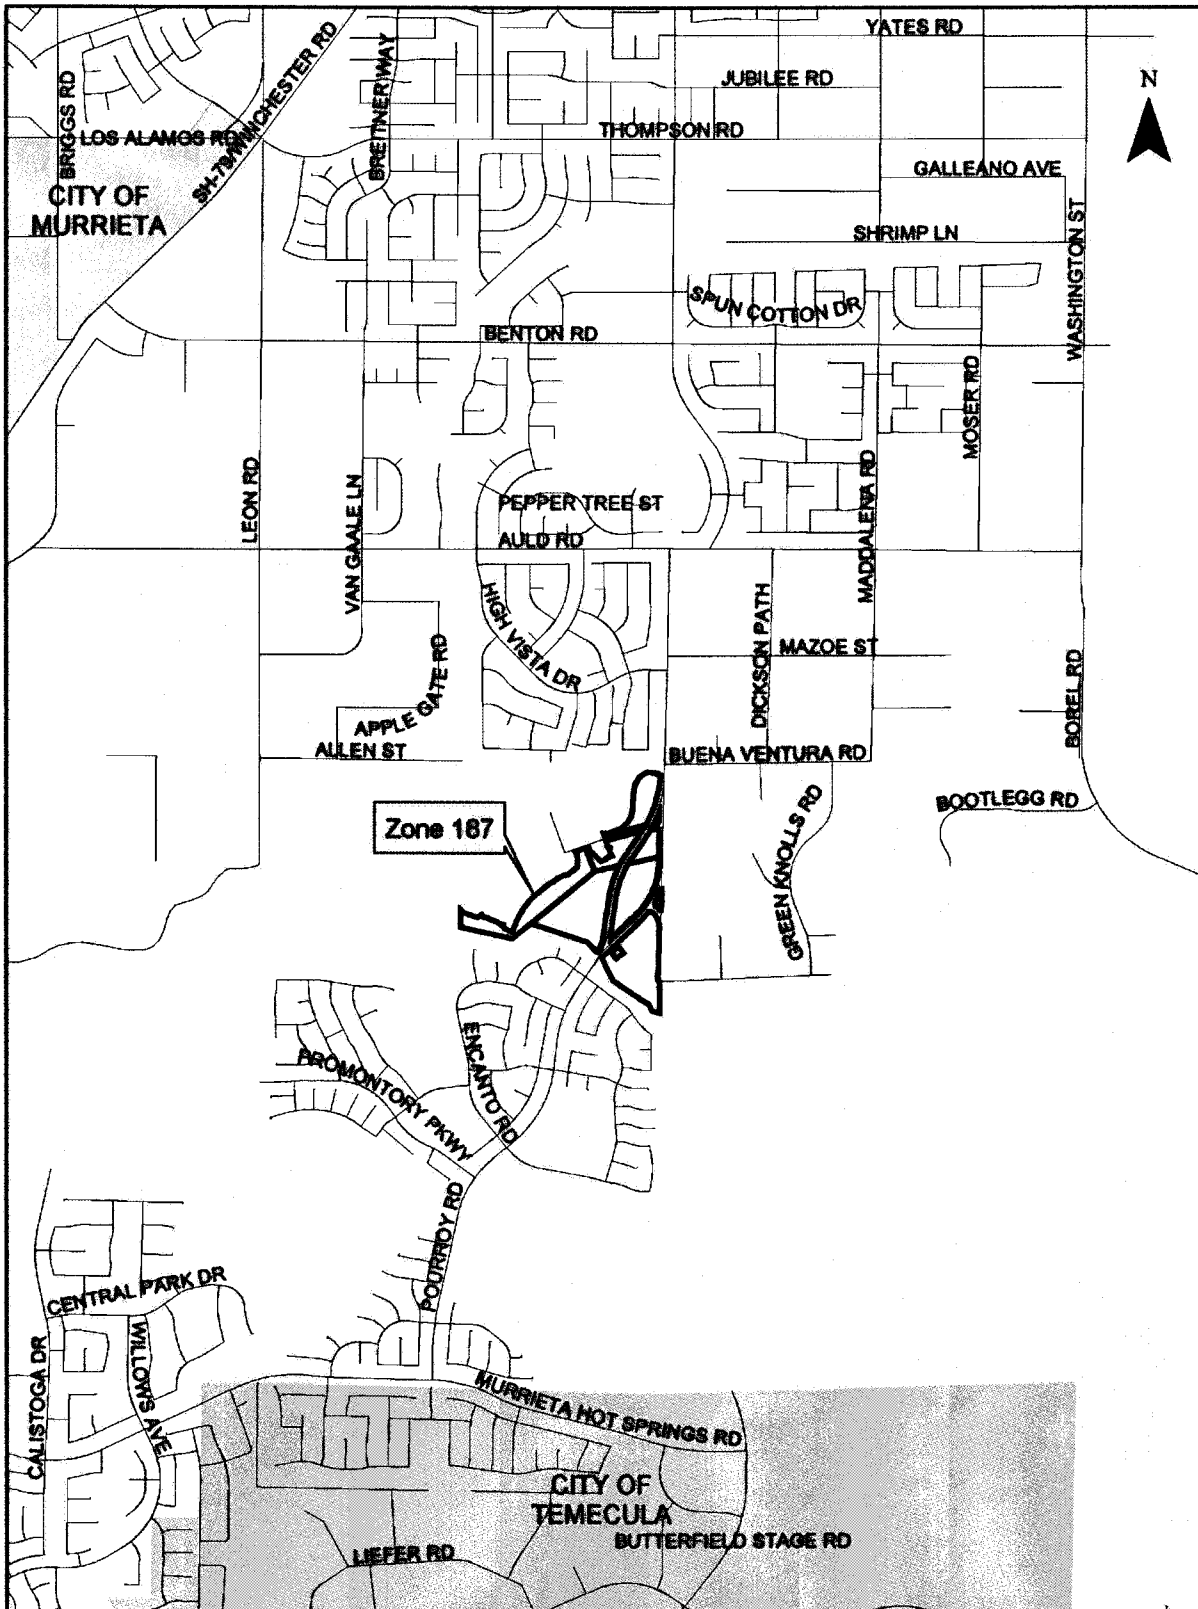 YATES RD
JUBILEE RD
THOMPSON RD
GALLEANO AVE
SHRIMP LN
N
BRIGGS RD
LOS ALAMOS RD
SH-79/WINCHESTER RD
BREITNER WAY
CITY OF
MURRIETA
WASHINGTON ST
SPUN COTTON DR
BENTON RD
MOSER RD
LEON RD
VAN GAALE LN
PEPPER TREE ST
AULD RD
MADDALENA RD
HIGH VISTA DR
DICKSON PATH
MAZOE ST
APPLE GATE RD
ALLEN ST
BOREL RD
BUENA VENTURA RD
BOOTLEGG RD
Zone 187
GREEN KNOLLS RD
ENCANTO RD
PROMONTORY PKWY
POURROY RD
CENTRAL PARK DR
WILLOWS AVE
CALISTOGA DR
MURRIETA HOT SPRINGS RD
CITY OF
TEMECULA
BUTTERFIELD STAGE RD
LIEFER RD